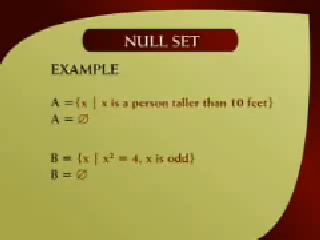 NULL SET
EXAMPLE
A = {x | x is a person taller than 10 feet}
A = ∅
B = {x | x² = 4, x is odd}
B = ∅